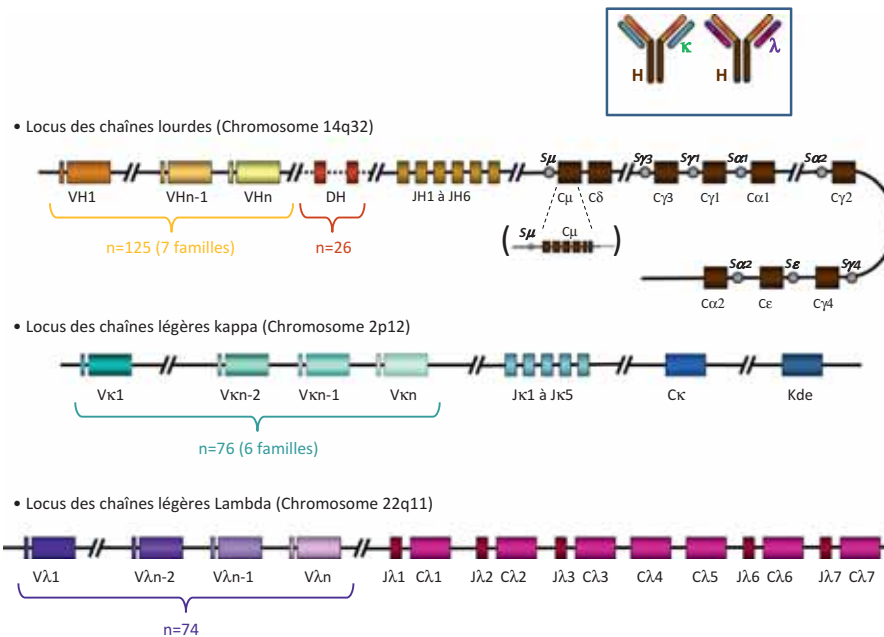 κ λ
H H
• Locus des chaînes lourdes (Chromosome 14q32)
Sμ Sγ3 Sγ1 Sα1 Sα2
VH1 VHn-1 VHn DH JH1 à JH6 Cμ Cδ Cγ3 Cγ1 Cα1 Cγ2
n=125 (7 familles) n=26 ( Sμ Cμ )
Sα2 Sε Sγ4
Cα2 Cε Cγ4
• Locus des chaînes légères kappa (Chromosome 2p12)
Vκ1 Vκn-2 Vκn-1 Vκn Jκ1 à Jκ5 Cκ Kde
n=76 (6 familles)
• Locus des chaînes légères Lambda (Chromosome 22q11)
Vλ1 Vλn-2 Vλn-1 Vλn Jλ1 Cλ1 Jλ2 Cλ2 Jλ3 Cλ3 Cλ4 Cλ5 Jλ6 Cλ6 Jλ7 Cλ7
n=74